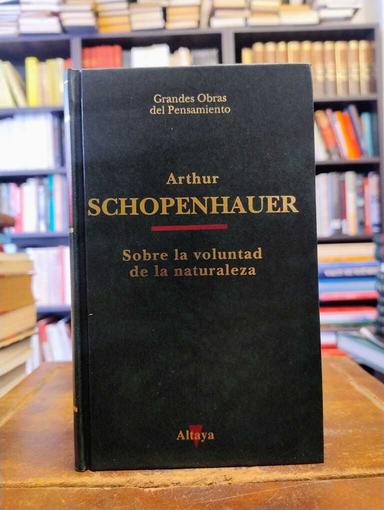 Grandes Obras
del Pensamiento
Arthur
SCHOPENHAUER
Sobre la voluntad
de la naturaleza
Altaya